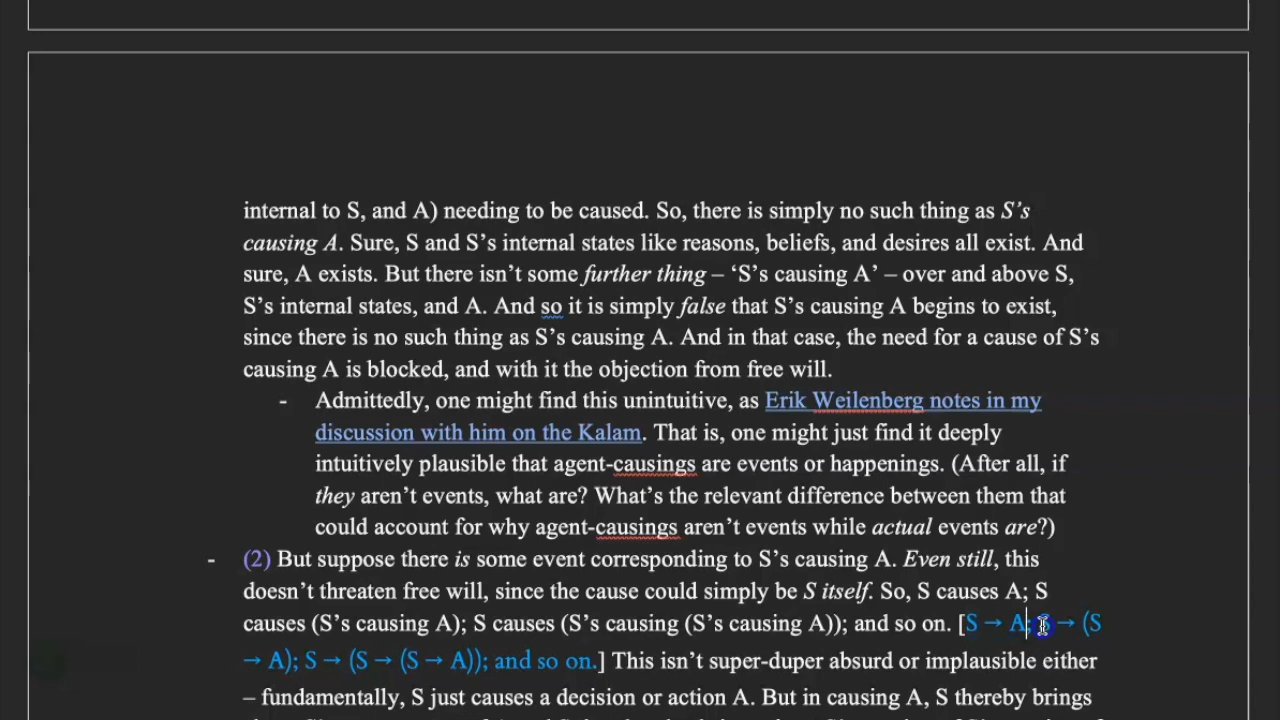 internal to S, and A) needing to be caused. So, there is simply no such thing as S's
causing A. Sure, S and S's internal states like reasons, beliefs, and desires all exist. And
sure, A exists. But there isn't some further thing – 'S's causing A' – over and above S,
S's internal states, and A. And so it is simply false that S's causing A begins to exist,
since there is no such thing as S's causing A. And in that case, the need for a cause of S's
causing A is blocked, and with it the objection from free will.
- Admittedly, one might find this unintuitive, as Erik Weilenberg notes in my
discussion with him on the Kalam. That is, one might just find it deeply
intuitively plausible that agent-causings are events or happenings. (After all, if
they aren't events, what are? What's the relevant difference between them that
could account for why agent-causings aren't events while actual events are?)
- (2) But suppose there is some event corresponding to S's causing A. Even still, this
doesn't threaten free will, since the cause could simply be S itself. So, S causes A; S
causes (S's causing A); S causes (S's causing (S's causing A)); and so on. [S → A; S → (S
→ A); S → (S → (S → A)); and so on.] This isn't super-duper absurd or implausible either
– fundamentally, S just causes a decision or action A. But in causing A, S thereby brings